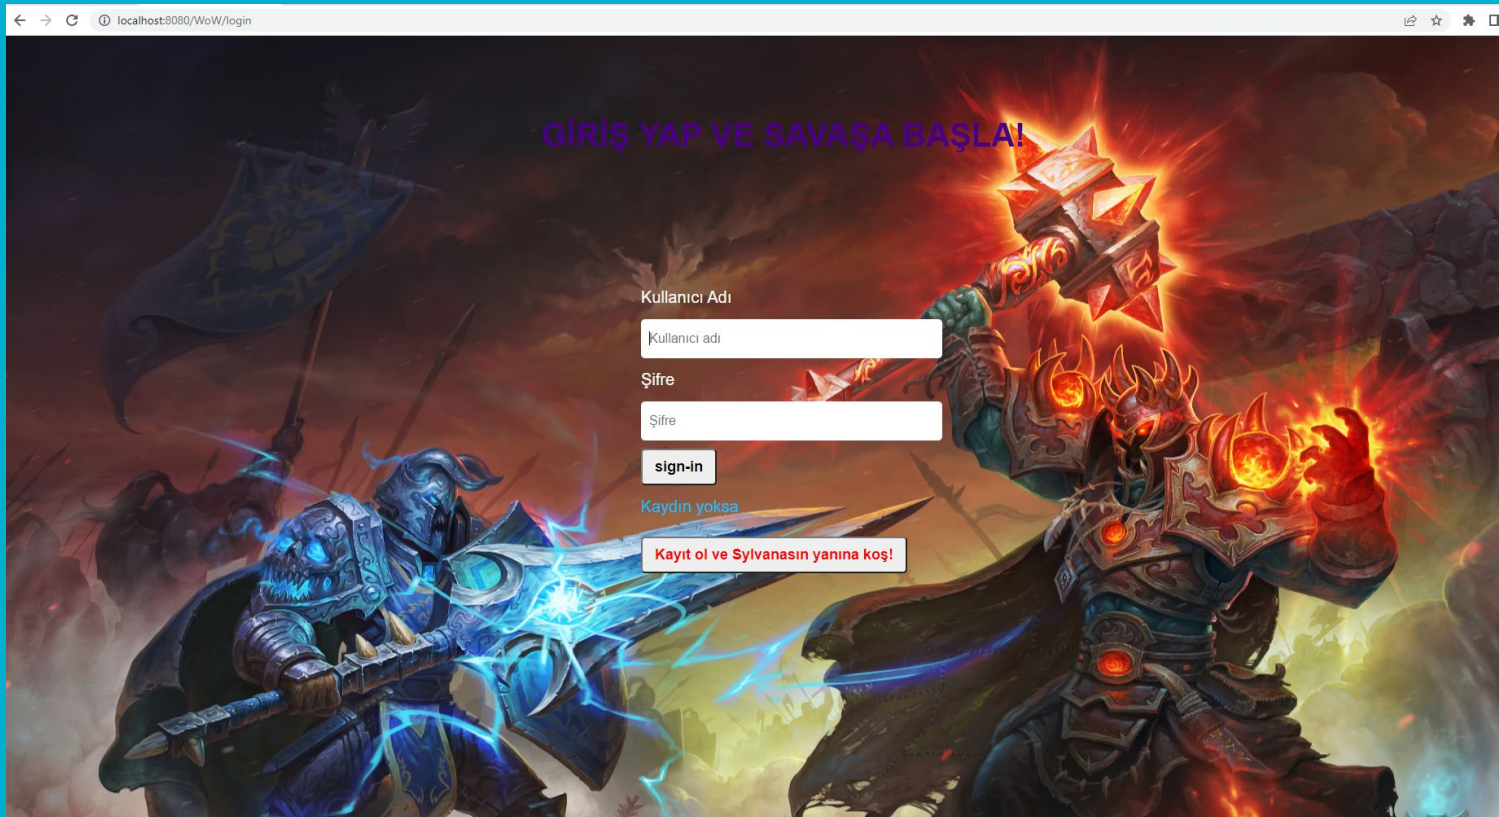 localhost:8080/WoW/login
GİRİŞ YAP VE SAVAŞA BAŞLA!
Kullanıcı Adı
Kullanıcı adı
Şifre
Şifre
sign-in
Kaydın yoksa
Kayıt ol ve Sylvanasın yanına koş!